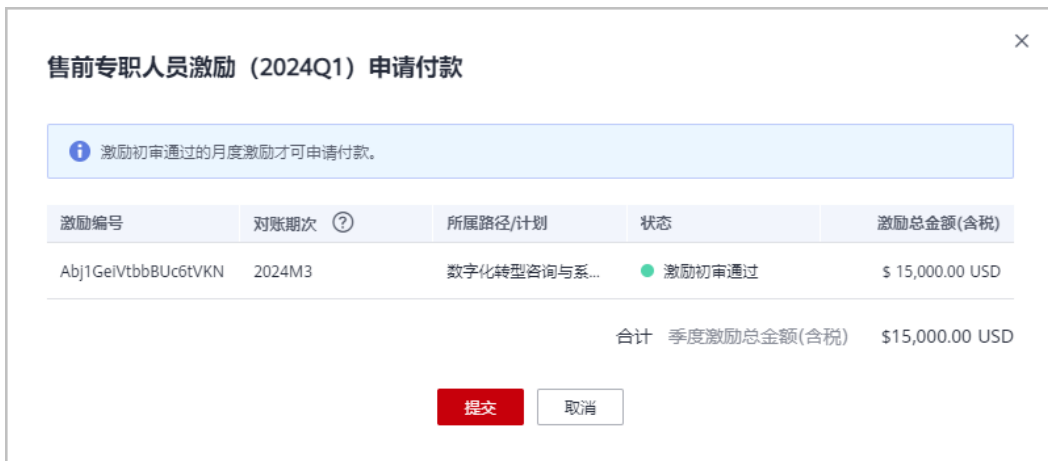 售前专职人员激励（2024Q1）申请付款
激励初审通过的月度激励才可申请付款。
激励编号 对账期次 所属路径/计划 状态 激励总金额(含税)
Abj1GeiVtbbBUc6tVKN 2024M3 数字化转型咨询与系... 激励初审通过 $ 15,000.00 USD
合计 季度激励总金额(含税) $15,000.00 USD
提交 取消